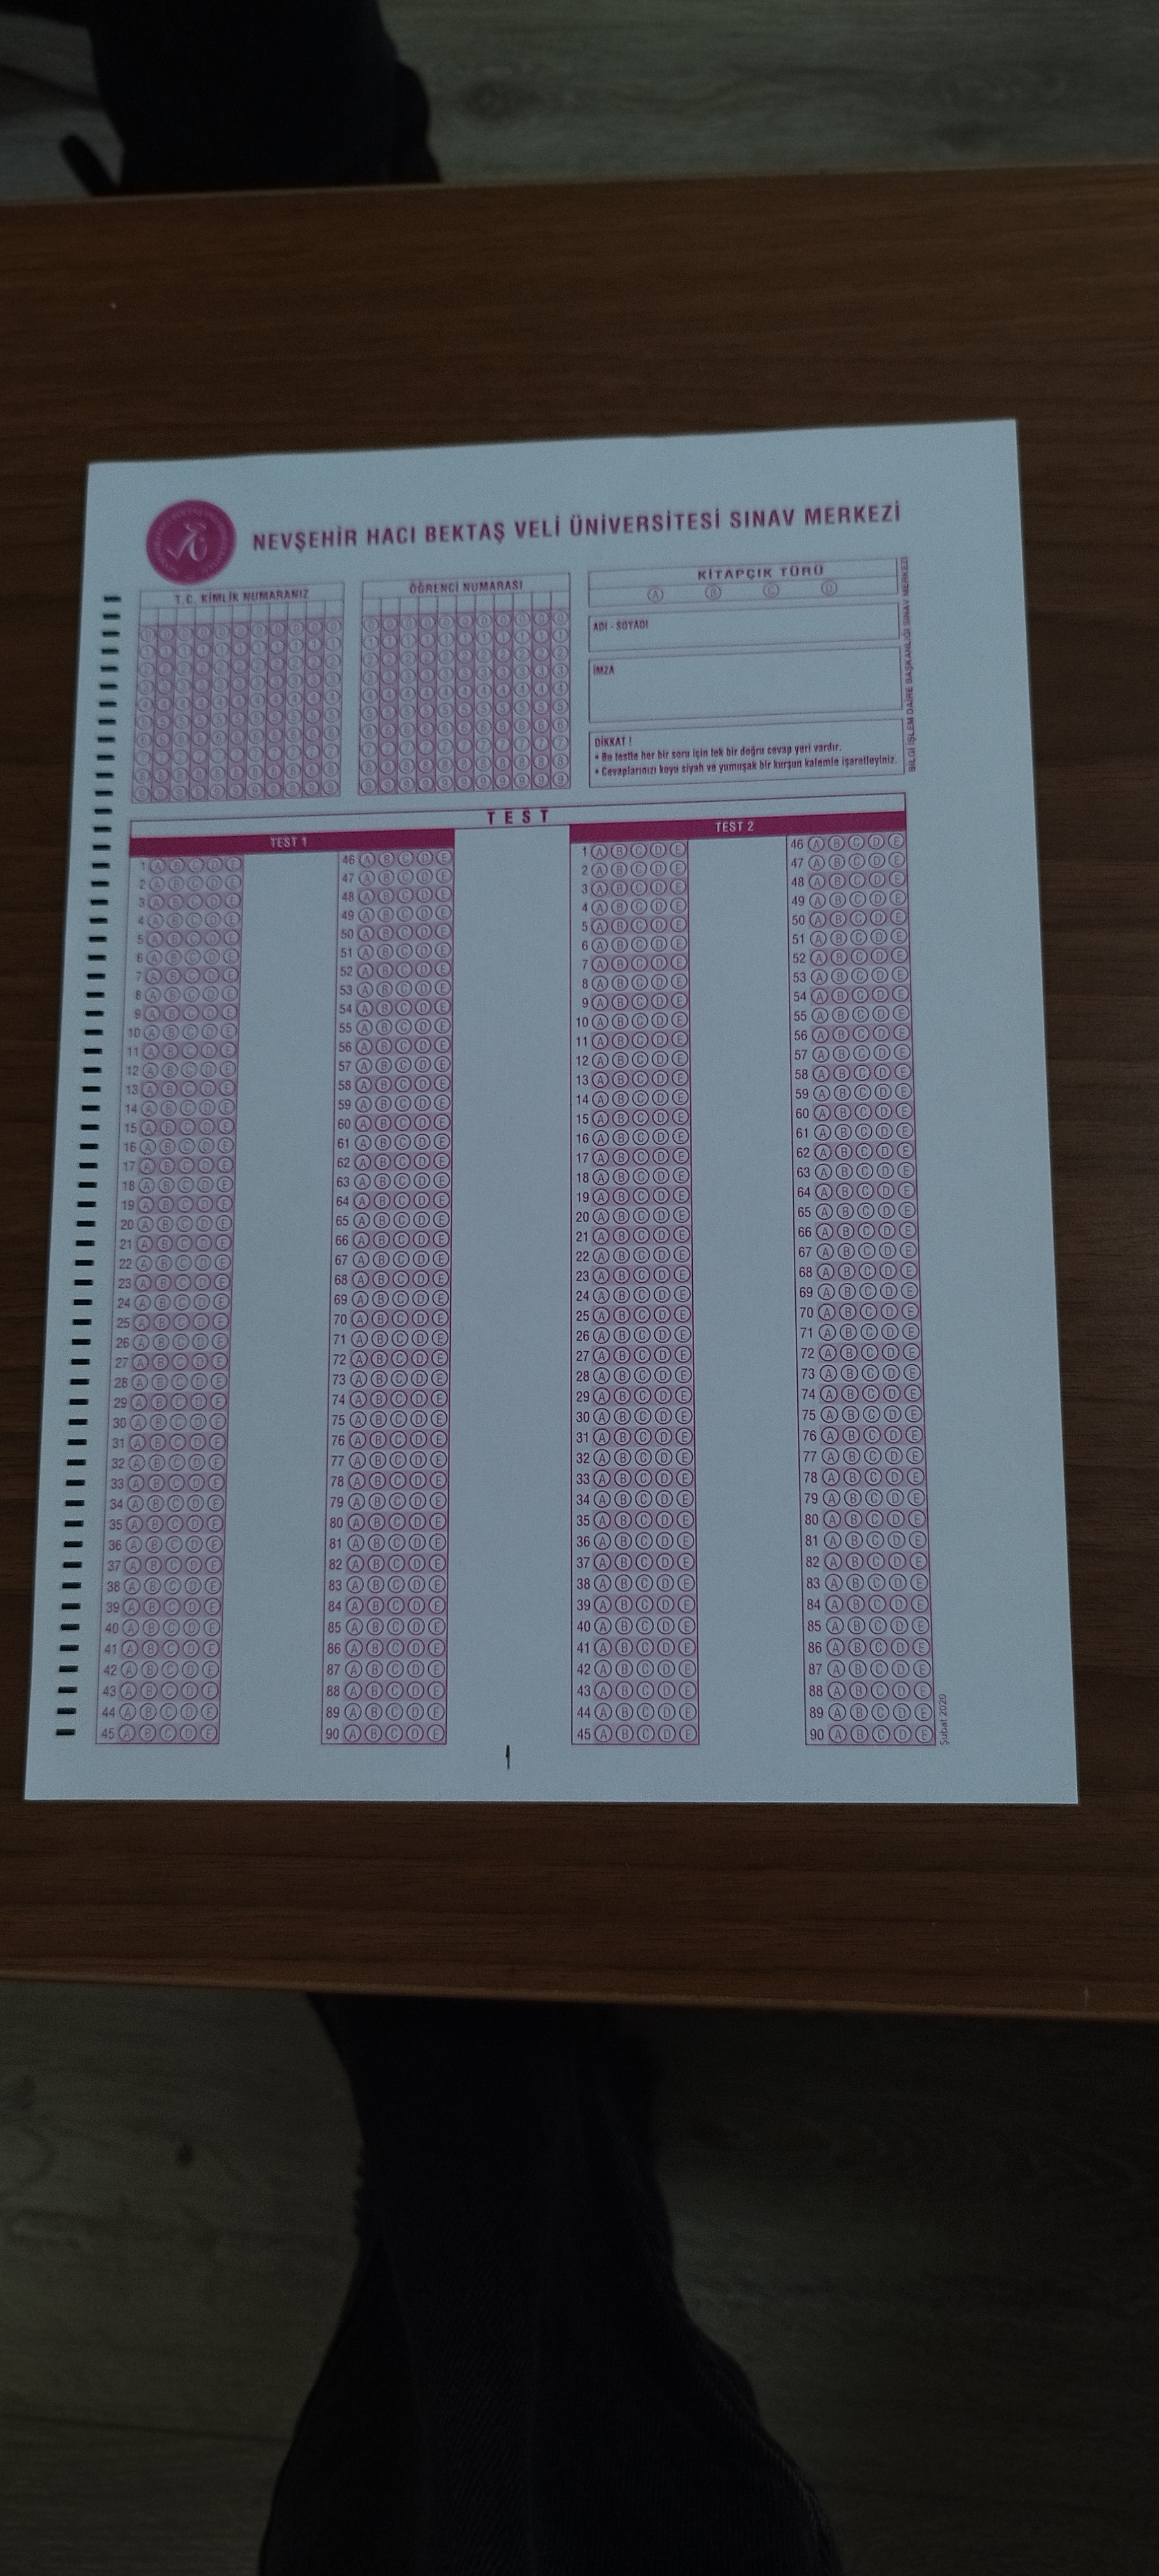 NEVŞEHİR HACI BEKTAŞ VELİ ÜNİVERSİTESİ SINAV MERKEZİ
T.C. KİMLİK NUMARANIZ
ÖĞRENCİ NUMARASI
KİTAPÇIK TÜRÜ
A B C D
ADI - SOYADI
İMZA
DİKKAT !
• Bu testte her bir soru için tek bir doğru cevap yeri vardır.
• Cevaplarınızı koyu siyah ve yumuşak bir kurşun kalemle işaretleyiniz.
BİLGİ İŞLEM DAİRE BAŞKANLIĞI SINAV MERKEZİ
TEST
TEST 1 TEST 2
1 A B C D E 46 A B C D E 1 A B C D E 46 A B C D E
2 A B C D E 47 A B C D E 2 A B C D E 47 A B C D E
3 A B C D E 48 A B C D E 3 A B C D E 48 A B C D E
4 A B C D E 49 A B C D E 4 A B C D E 49 A B C D E
5 A B C D E 50 A B C D E 5 A B C D E 50 A B C D E
6 A B C D E 51 A B C D E 6 A B C D E 51 A B C D E
7 A B C D E 52 A B C D E 7 A B C D E 52 A B C D E
8 A B C D E 53 A B C D E 8 A B C D E 53 A B C D E
9 A B C D E 54 A B C D E 9 A B C D E 54 A B C D E
10 A B C D E 55 A B C D E 10 A B C D E 55 A B C D E
11 A B C D E 56 A B C D E 11 A B C D E 56 A B C D E
12 A B C D E 57 A B C D E 12 A B C D E 57 A B C D E
13 A B C D E 58 A B C D E 13 A B C D E 58 A B C D E
14 A B C D E 59 A B C D E 14 A B C D E 59 A B C D E
15 A B C D E 60 A B C D E 15 A B C D E 60 A B C D E
16 A B C D E 61 A B C D E 16 A B C D E 61 A B C D E
17 A B C D E 62 A B C D E 17 A B C D E 62 A B C D E
18 A B C D E 63 A B C D E 18 A B C D E 63 A B C D E
19 A B C D E 64 A B C D E 19 A B C D E 64 A B C D E
20 A B C D E 65 A B C D E 20 A B C D E 65 A B C D E
21 A B C D E 66 A B C D E 21 A B C D E 66 A B C D E
22 A B C D E 67 A B C D E 22 A B C D E 67 A B C D E
23 A B C D E 68 A B C D E 23 A B C D E 68 A B C D E
24 A B C D E 69 A B C D E 24 A B C D E 69 A B C D E
25 A B C D E 70 A B C D E 25 A B C D E 70 A B C D E
26 A B C D E 71 A B C D E 26 A B C D E 71 A B C D E
27 A B C D E 72 A B C D E 27 A B C D E 72 A B C D E
28 A B C D E 73 A B C D E 28 A B C D E 73 A B C D E
29 A B C D E 74 A B C D E 29 A B C D E 74 A B C D E
30 A B C D E 75 A B C D E 30 A B C D E 75 A B C D E
31 A B C D E 76 A B C D E 31 A B C D E 76 A B C D E
32 A B C D E 77 A B C D E 32 A B C D E 77 A B C D E
33 A B C D E 78 A B C D E 33 A B C D E 78 A B C D E
34 A B C D E 79 A B C D E 34 A B C D E 79 A B C D E
35 A B C D E 80 A B C D E 35 A B C D E 80 A B C D E
36 A B C D E 81 A B C D E 36 A B C D E 81 A B C D E
37 A B C D E 82 A B C D E 37 A B C D E 82 A B C D E
38 A B C D E 83 A B C D E 38 A B C D E 83 A B C D E
39 A B C D E 84 A B C D E 39 A B C D E 84 A B C D E
40 A B C D E 85 A B C D E 40 A B C D E 85 A B C D E
41 A B C D E 86 A B C D E 41 A B C D E 86 A B C D E
42 A B C D E 87 A B C D E 42 A B C D E 87 A B C D E
43 A B C D E 88 A B C D E 43 A B C D E 88 A B C D E
44 A B C D E 89 A B C D E 44 A B C D E 89 A B C D E
45 A B C D E 90 A B C D E 45 A B C D E 90 A B C D E
Şubat 2020